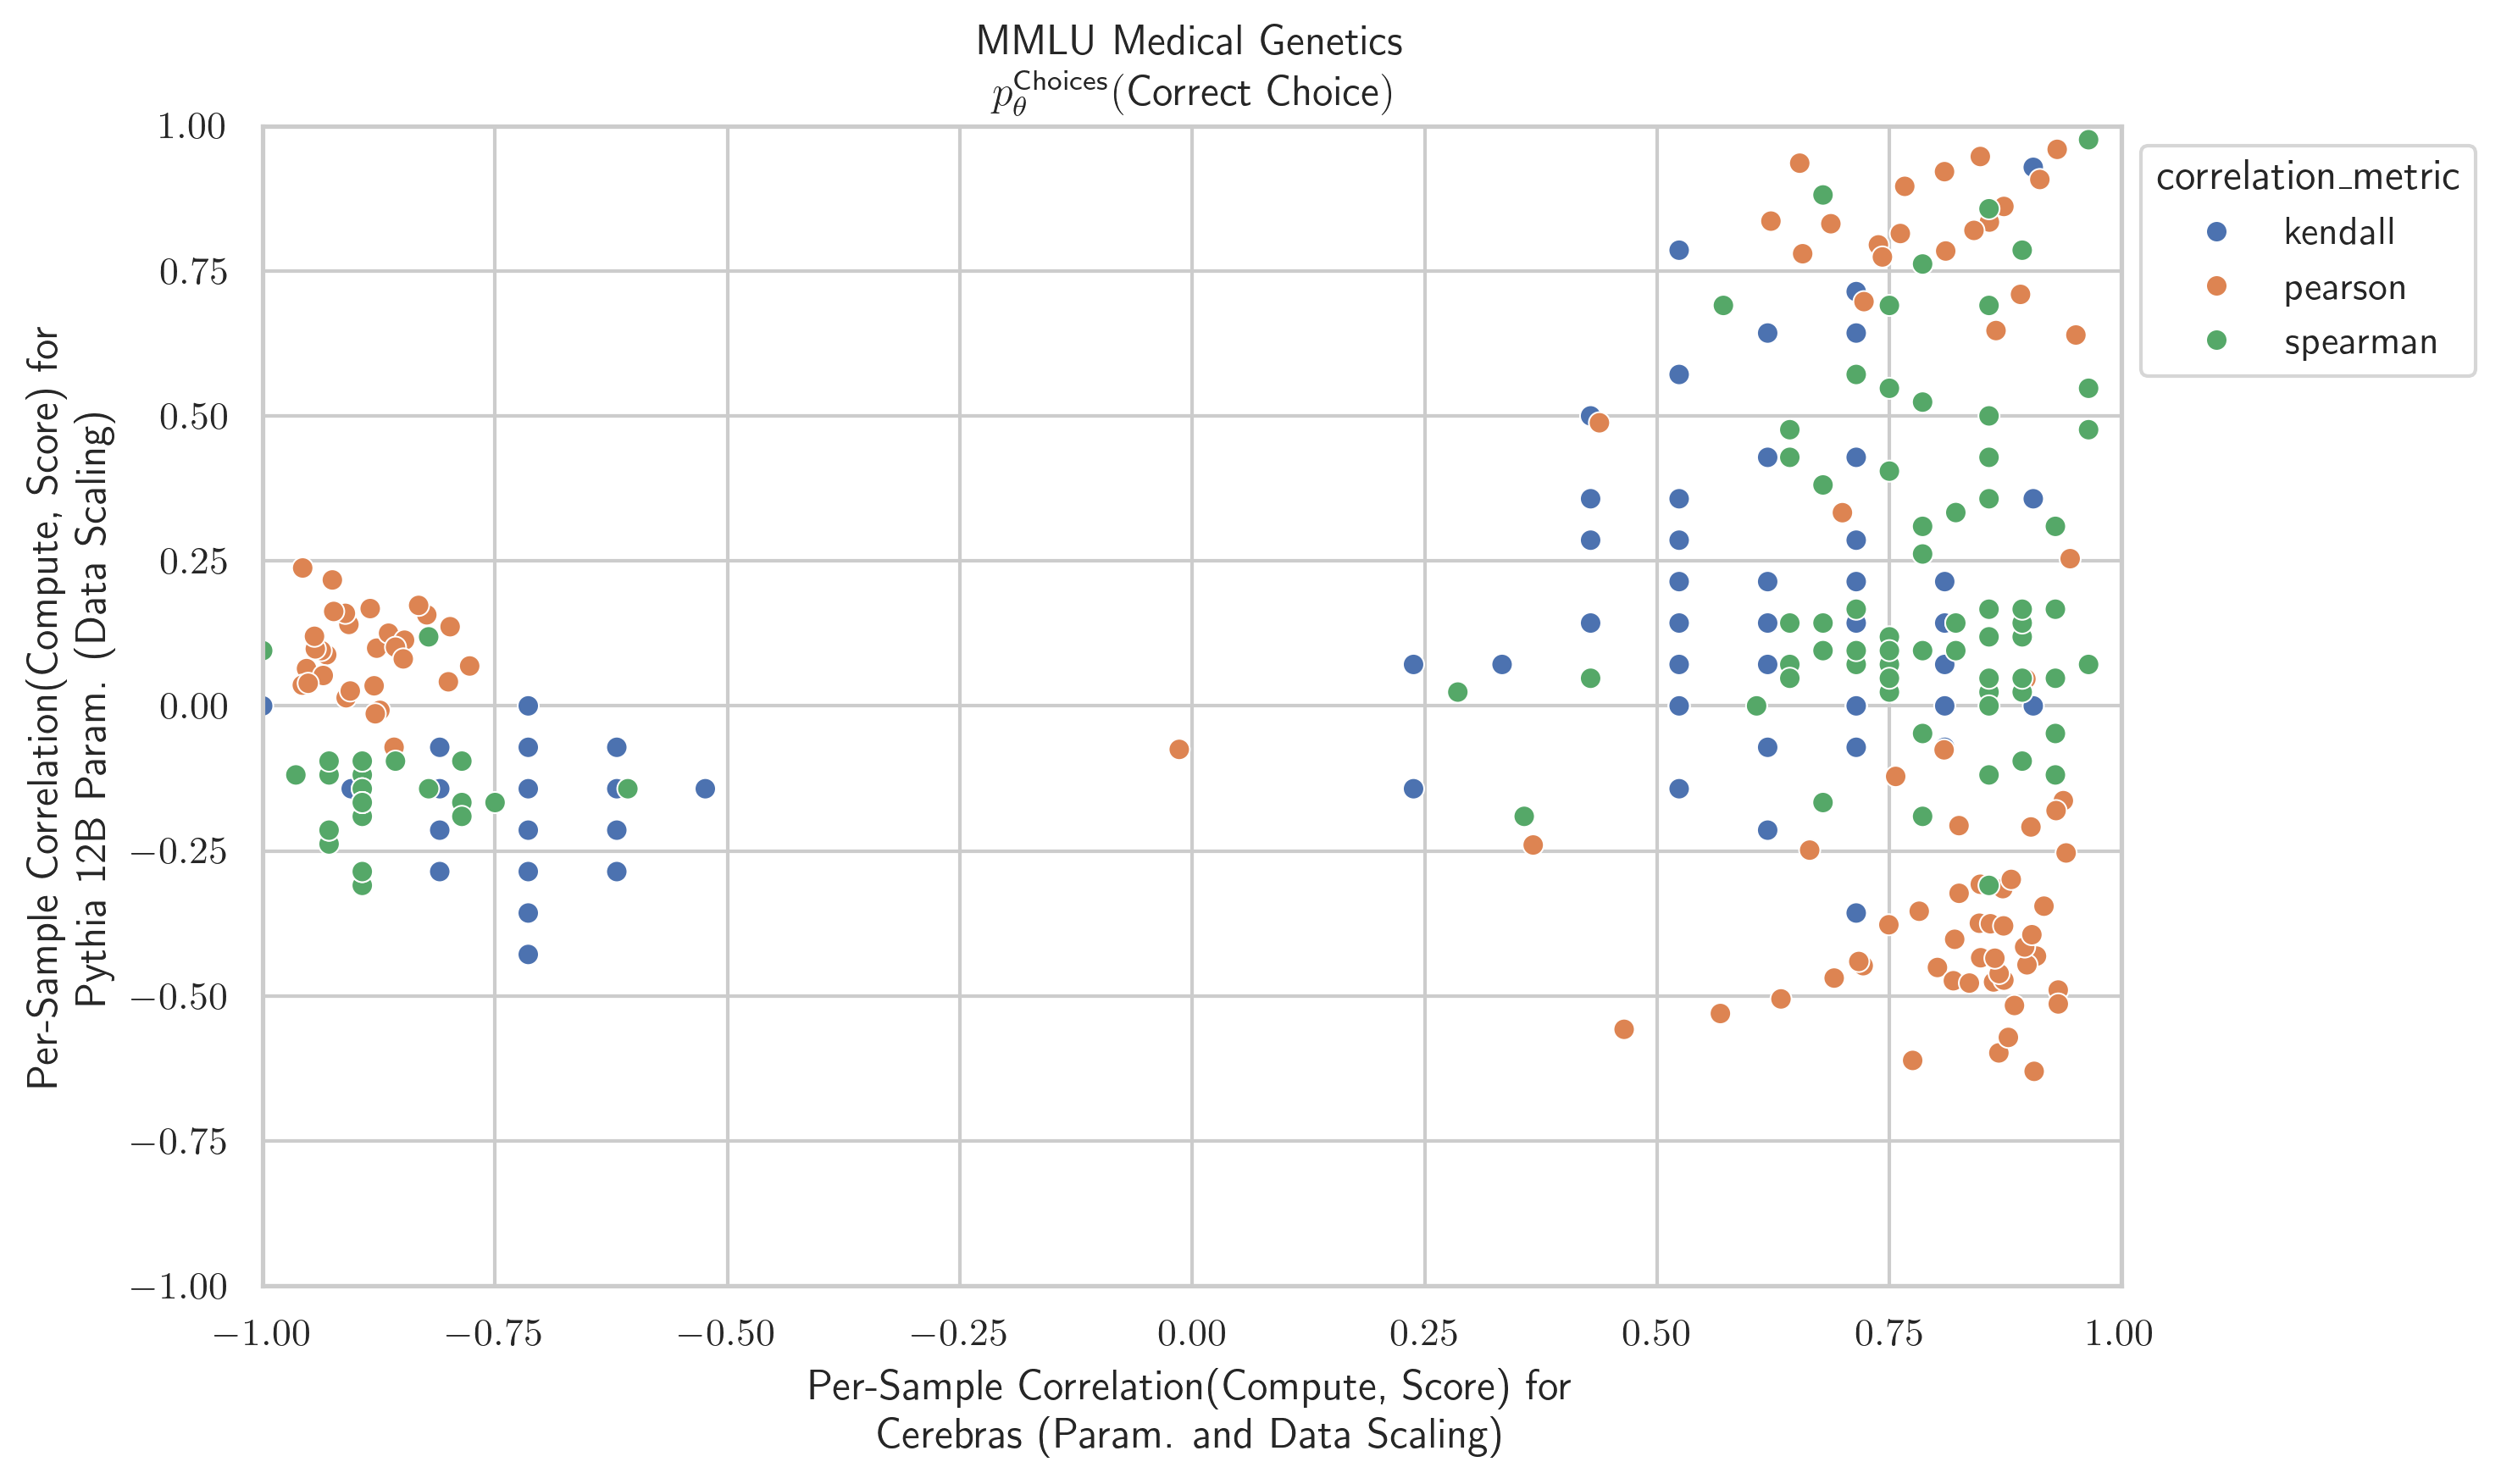 MMLU Medical Genetics
p_θ^Choices(Correct Choice)
1.00
0.75
0.50
0.25
0.00
−0.25
−0.50
−0.75
−1.00
Per-Sample Correlation(Compute, Score) for
Pythia 12B Param. (Data Scaling)
correlation_metric
kendall
pearson
spearman
−1.00
−0.75
−0.50
−0.25
0.00
0.25
0.50
0.75
1.00
Per-Sample Correlation(Compute, Score) for
Cerebras (Param. and Data Scaling)